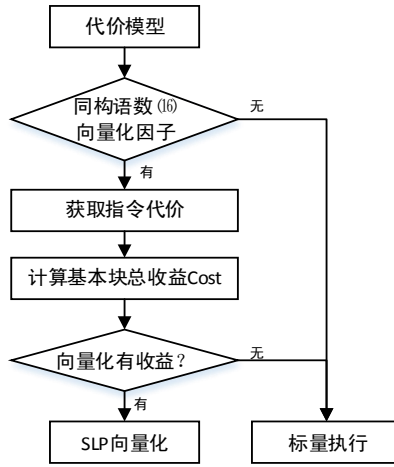 代价模型
同构语数(16)
向量化因子
无
有
获取指令代价
计算基本块总收益Cost
向量化有收益？
无
有
SLP向量化
标量执行